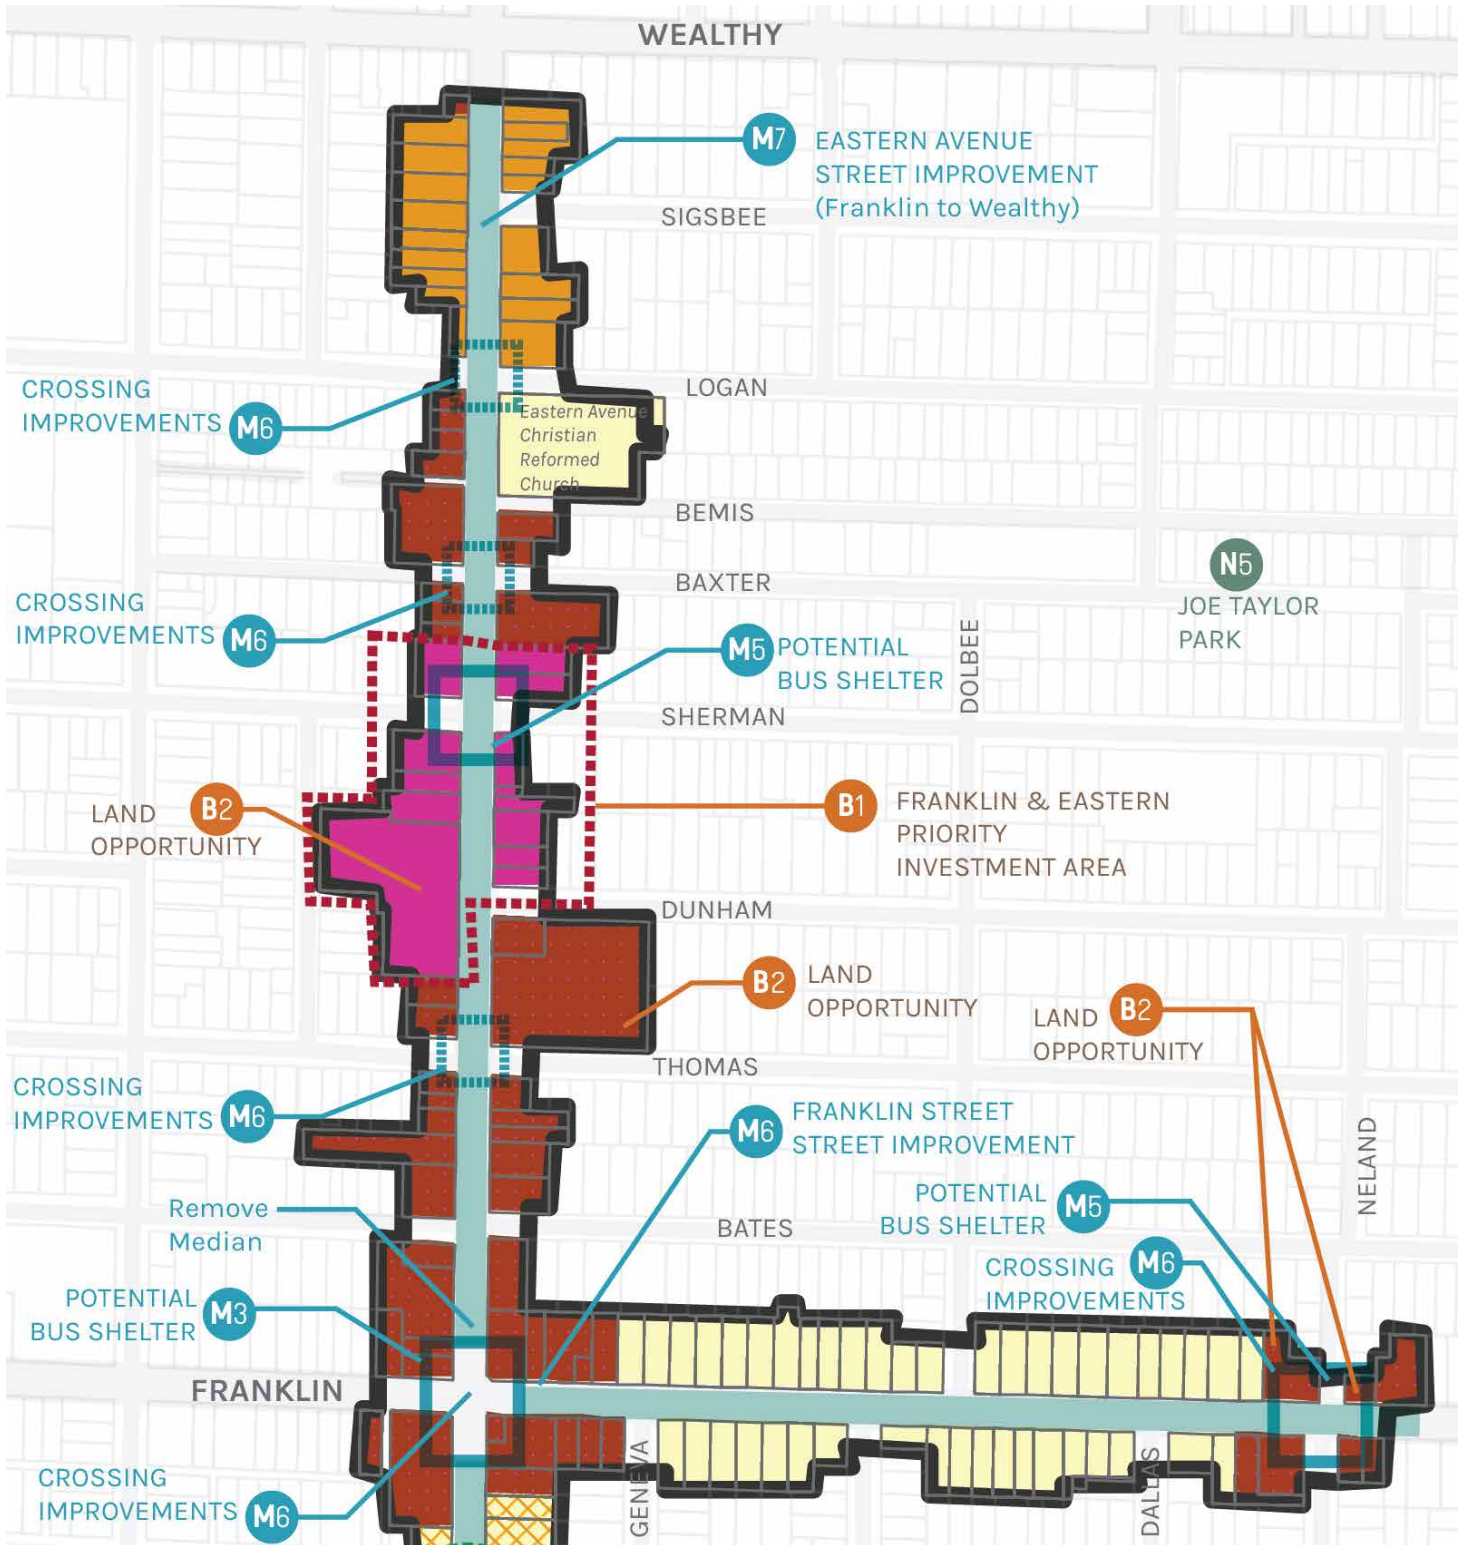 WEALTHY
M7
EASTERN AVENUE
STREET IMPROVEMENT
(Franklin to Wealthy)
SIGSBEE
CROSSING
IMPROVEMENTS
M6
LOGAN
Eastern Avenue
Christian
Reformed
Church
BEMIS
BAXTER
N5
JOE TAYLOR
PARK
CROSSING
IMPROVEMENTS
M6
M5
POTENTIAL
BUS SHELTER
DOLBEE
SHERMAN
LAND
OPPORTUNITY
B2
B1
FRANKLIN & EASTERN
PRIORITY
INVESTMENT AREA
DUNHAM
B2
LAND
OPPORTUNITY
LAND
OPPORTUNITY
B2
THOMAS
CROSSING
IMPROVEMENTS
M6
M6
FRANKLIN STREET
STREET IMPROVEMENT
NELAND
Remove
Median
BATES
POTENTIAL
BUS SHELTER
M5
CROSSING
IMPROVEMENTS
M6
POTENTIAL
BUS SHELTER
M3
FRANKLIN
GENEVA
DALLAS
CROSSING
IMPROVEMENTS
M6